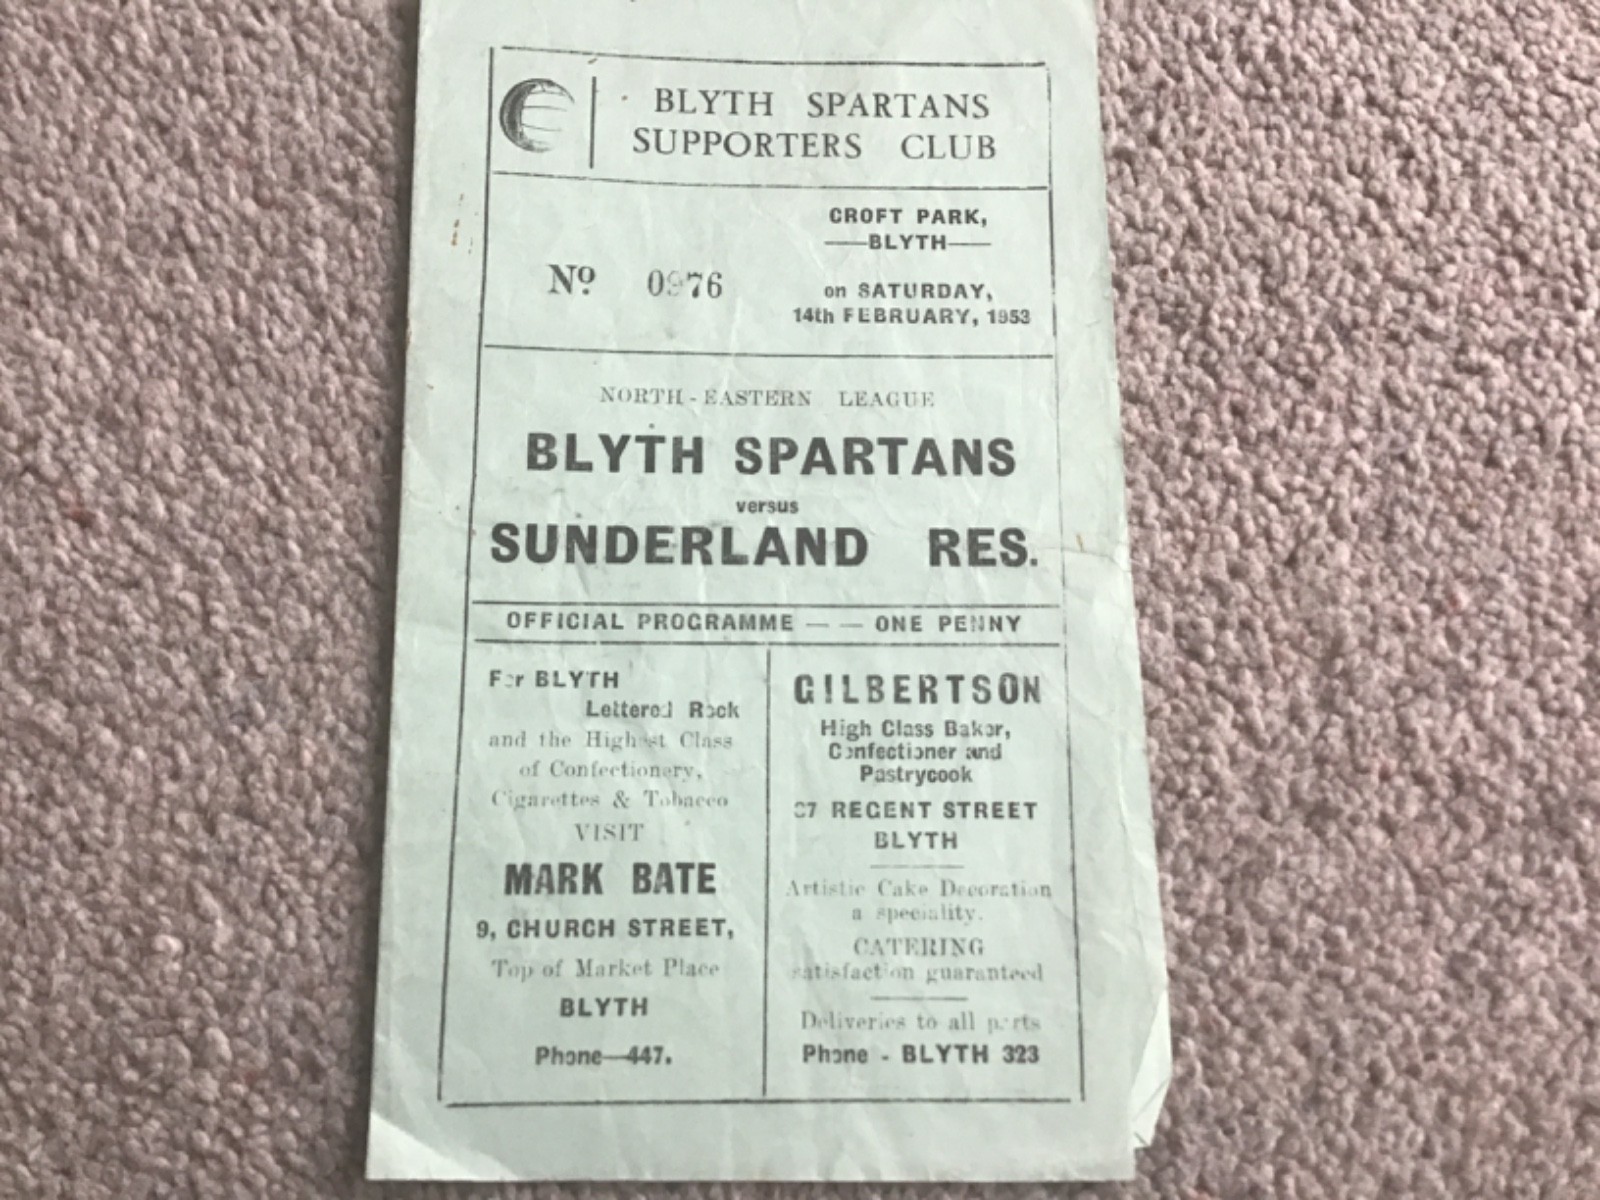 BLYTH SPARTANS
SUPPORTERS CLUB
CROFT PARK,
BLYTH
Nº 0976
on SATURDAY,
14th FEBRUARY, 1953
NORTH-EASTERN LEAGUE
BLYTH SPARTANS
versus
SUNDERLAND RES.
OFFICIAL PROGRAMME — — ONE PENNY
For BLYTH
Lettered Rock
and the Highest Class
of Confectionery,
Cigarettes & Tobacco
VISIT
MARK BATE
9, CHURCH STREET,
Top of Market Place
BLYTH
Phone—447.
GILBERTSON
High Class Baker,
Confectioner and
Pastrycook
REGENT STREET
BLYTH
Artistic Cake Decoration
a speciality.
CATERING
satisfaction guaranteed
Deliveries to all parts
Phone - BLYTH 323